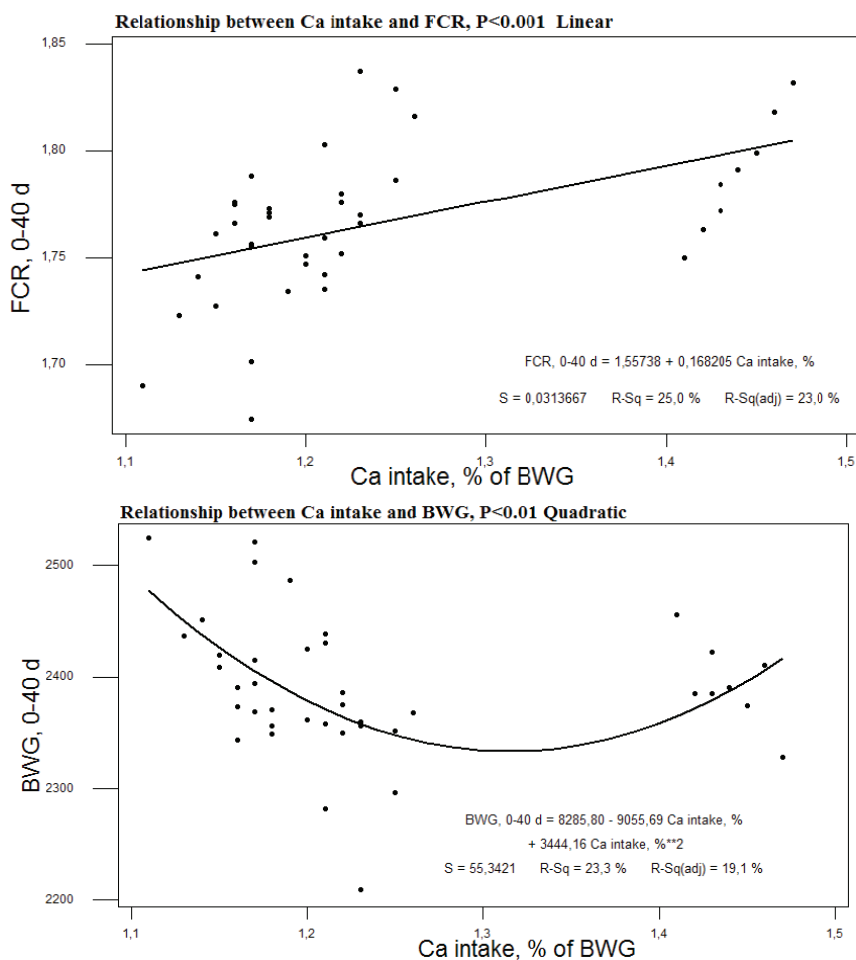 Relationship between Ca intake and FCR, P<0.001 Linear
1,85
1,80
1,75
1,70
FCR, 0-40 d
FCR, 0-40 d = 1,55738 + 0,168205 Ca intake, %
S = 0,0313667 R-Sq = 25,0 % R-Sq(adj) = 23,0 %
1,1 1,2 1,3 1,4 1,5
Ca intake, % of BWG
Relationship between Ca intake and BWG, P<0.01 Quadratic
2500
2400
2300
2200
BWG, 0-40 d
BWG, 0-40 d = 8285,80 - 9055,69 Ca intake, %
+ 3444,16 Ca intake, %**2
S = 55,3421 R-Sq = 23,3 % R-Sq(adj) = 19,1 %
1,1 1,2 1,3 1,4 1,5
Ca intake, % of BWG